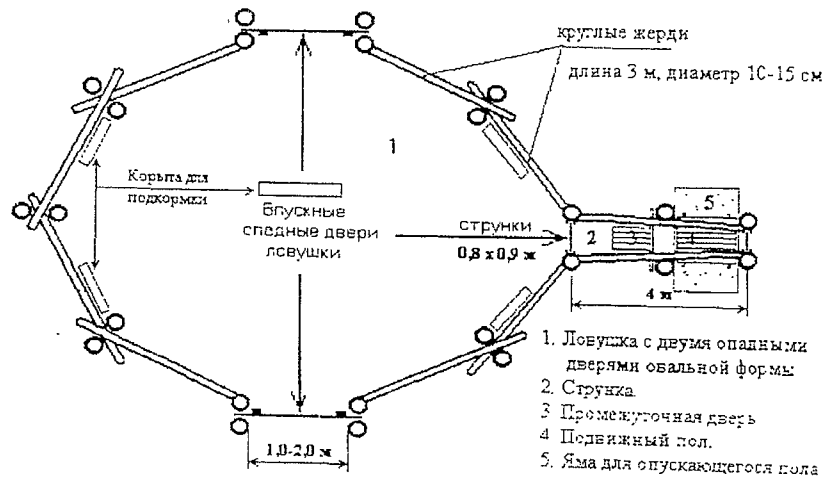 круглые жерди
длина 3 м, диаметр 10-15 см
1
Корыта для
подкормки
Впускные
спадные двери
ловушки
струнки
0,8 х 0,9 м
5
2
3
4
4 м
1,0-2,0 м
1. Ловушка с двумя опадными
дверями овальной формы
2. Струнка.
3 Промежуточная дверь
4 Подвижный пол.
5. Яма для опускающегося пола